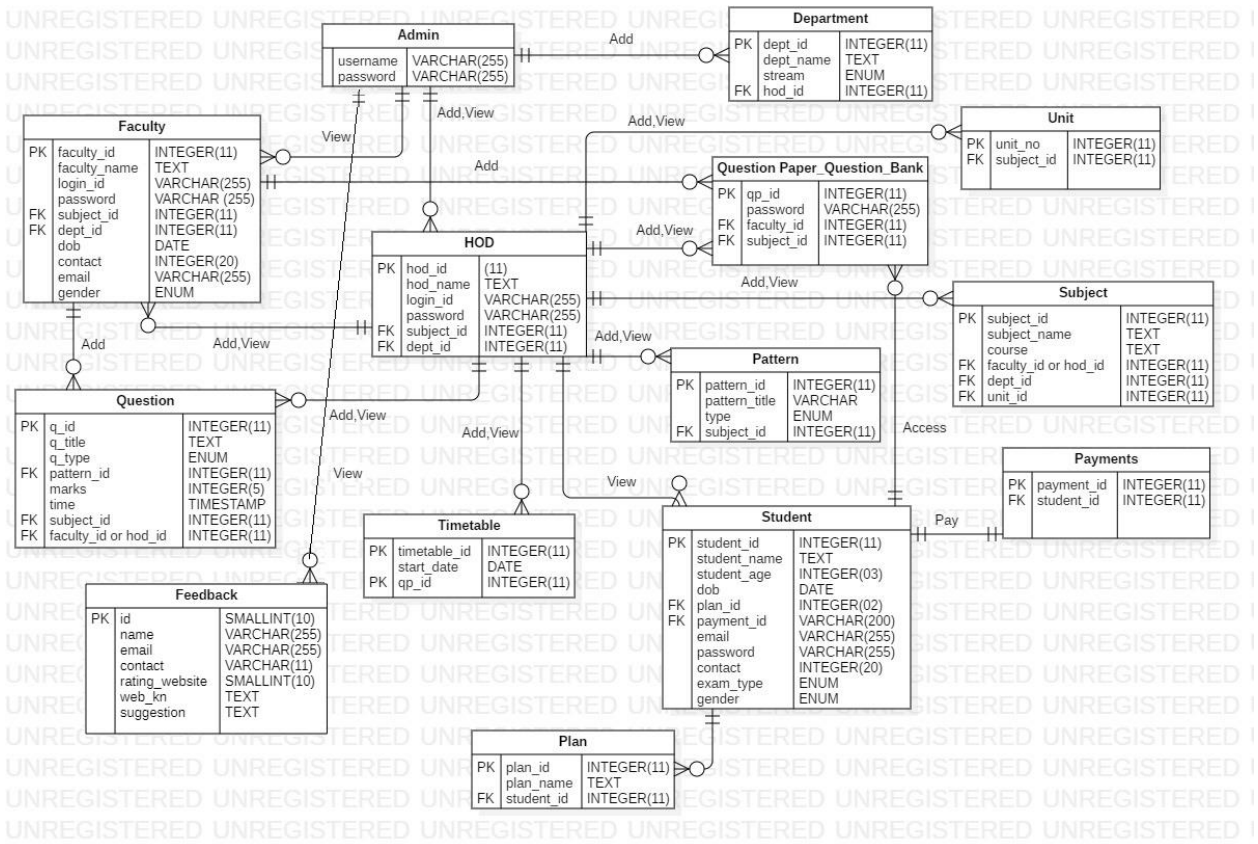 Admin
username VARCHAR(255)
password VARCHAR(255)
Add
Department
PK dept_id INTEGER(11)
dept_name TEXT
stream ENUM
FK hod_id INTEGER(11)
View
Add,View
Faculty
PK faculty_id INTEGER(11)
faculty_name TEXT
login_id VARCHAR(255)
password VARCHAR (255)
FK subject_id INTEGER(11)
FK dept_id INTEGER(11)
dob DATE
contact INTEGER(20)
email VARCHAR(255)
gender ENUM
Add
Add,View
Unit
PK unit_no INTEGER(11)
FK subject_id INTEGER(11)
Question Paper_Question_Bank
PK qp_id INTEGER(11)
password VARCHAR(255)
FK faculty_id INTEGER(11)
FK subject_id INTEGER(11)
Add,View
HOD
PK hod_id (11)
hod_name TEXT
login_id VARCHAR(255)
password VARCHAR(255)
FK subject_id INTEGER(11)
FK dept_id INTEGER(11)
Add,View
Subject
PK subject_id INTEGER(11)
subject_name TEXT
course TEXT
FK faculty_id or hod_id INTEGER(11)
FK dept_id INTEGER(11)
FK unit_id INTEGER(11)
Add
Add,View
Add,View
Pattern
PK pattern_id INTEGER(11)
pattern_title VARCHAR
type ENUM
FK subject_id INTEGER(11)
Question
PK q_id INTEGER(11)
q_title TEXT
q_type ENUM
FK pattern_id INTEGER(11)
marks INTEGER(5)
time TIMESTAMP
FK subject_id INTEGER(11)
FK faculty_id or hod_id INTEGER(11)
Add,View
Add,View
Access
View
View
Payments
PK payment_id INTEGER(11)
FK student_id INTEGER(11)
Pay
Timetable
PK timetable_id INTEGER(11)
start_date DATE
PK qp_id INTEGER(11)
Student
PK student_id INTEGER(11)
student_name TEXT
student_age INTEGER(03)
dob DATE
FK plan_id INTEGER(02)
FK payment_id VARCHAR(200)
email VARCHAR(255)
password VARCHAR(255)
contact INTEGER(20)
exam_type ENUM
gender ENUM
Feedback
PK id SMALLINT(10)
name VARCHAR(255)
email VARCHAR(255)
contact VARCHAR(11)
rating_website SMALLINT(10)
web_kn TEXT
suggestion TEXT
Plan
PK plan_id INTEGER(11)
plan_name TEXT
FK student_id INTEGER(11)
UNREGISTERED